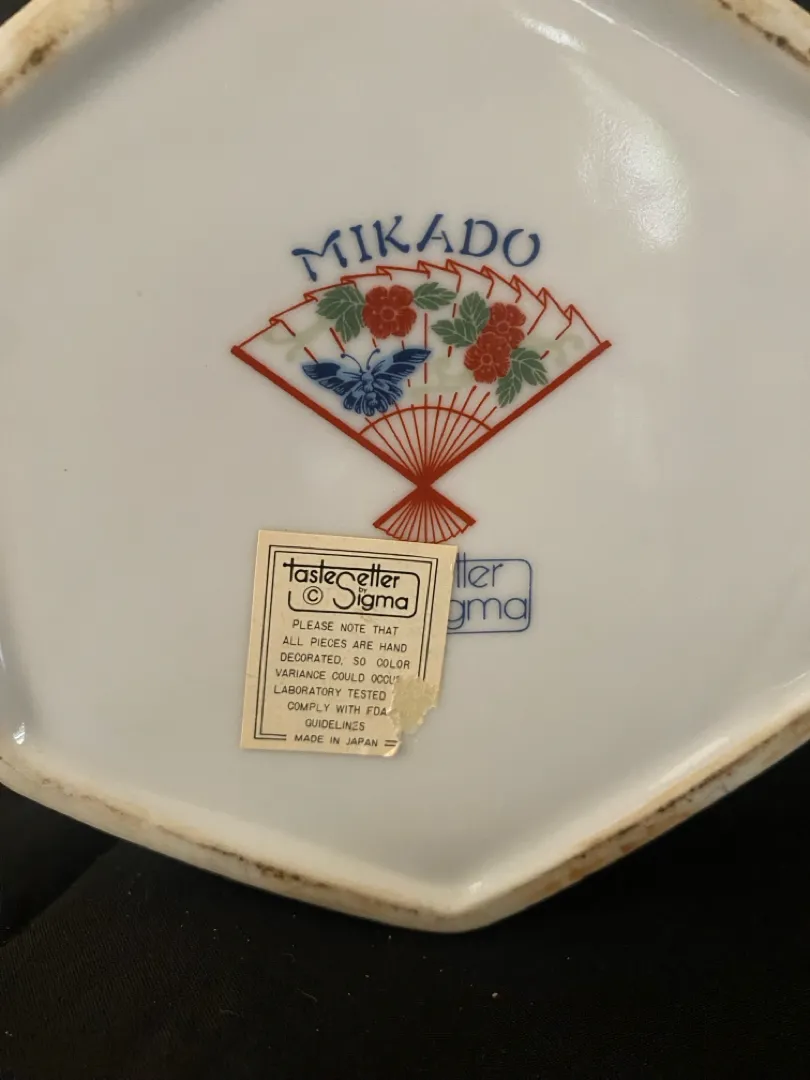 MIKADO
tasteSetter
by
© Sigma
PLEASE NOTE THAT
ALL PIECES ARE HAND
DECORATED, SO COLOR
VARIANCE COULD OCCUR
LABORATORY TESTED
COMPLY WITH FDA
GUIDELINES
MADE IN JAPAN
tter
gma